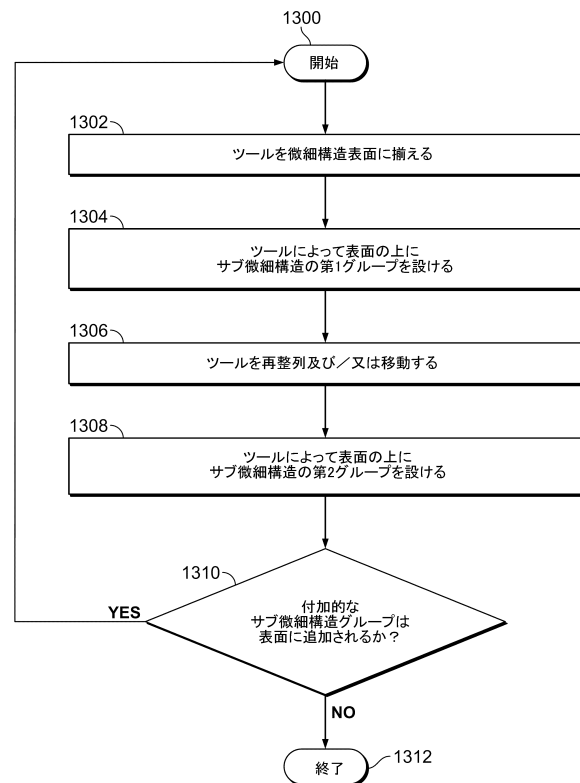 1300
開始
1302
ツールを微細構造表面に揃える
1304
ツールによって表面の上に
サブ微細構造の第1グループを設ける
1306
ツールを再整列及び／又は移動する
1308
ツールによって表面の上に
サブ微細構造の第2グループを設ける
1310
付加的な
サブ微細構造グループは
表面に追加されるか？
YES
NO
終了
1312